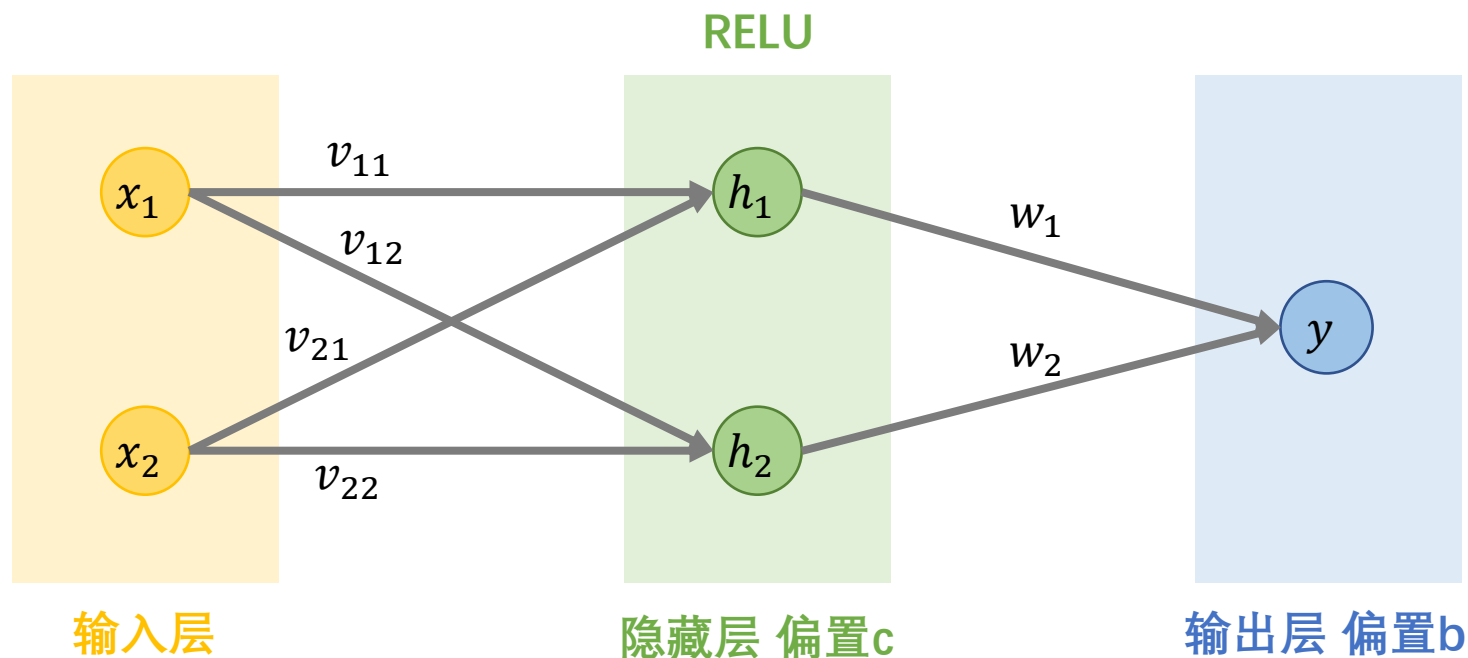 RELU
x₁
v₁₁
h₁
v₁₂
w₁
v₂₁
y
w₂
x₂
h₂
v₂₂
输入层
隐藏层 偏置c
输出层 偏置b